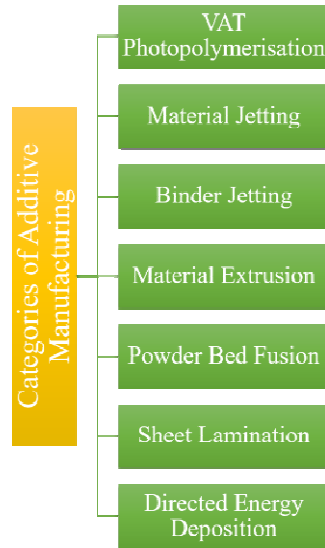 Categories of Additive
Manufacturing
VAT
Photopolymerisation
Material Jetting
Binder Jetting
Material Extrusion
Powder Bed Fusion
Sheet Lamination
Directed Energy
Deposition